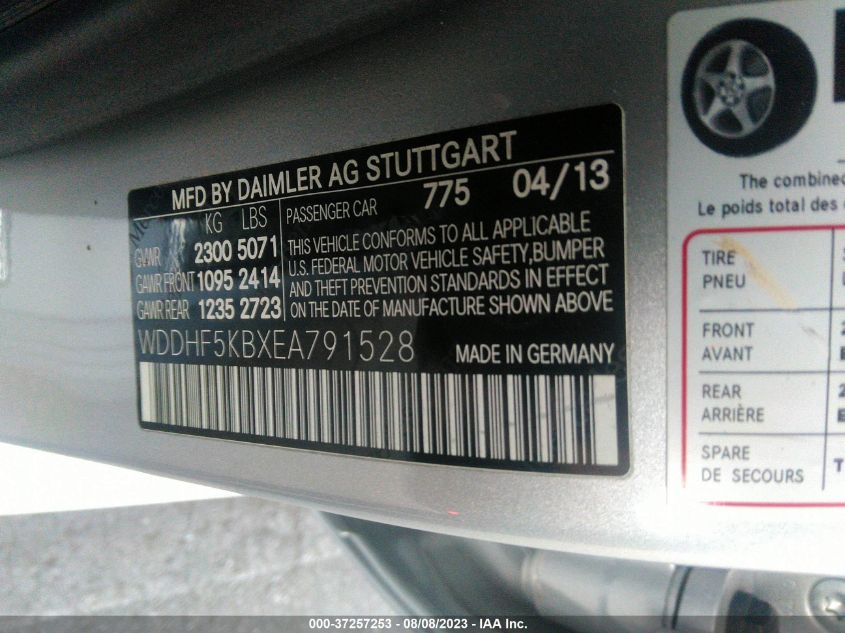 MFD BY DAIMLER AG STUTTGART
KG LBS
PASSENGER CAR 775 04/13
GVWR 2300 5071
GAWR FRONT 1095 2414
GAWR REAR 1235 2723
THIS VEHICLE CONFORMS TO ALL APPLICABLE
U.S. FEDERAL MOTOR VEHICLE SAFETY, BUMPER
AND THEFT PREVENTION STANDARDS IN EFFECT
ON THE DATE OF MANUFACTURE SHOWN ABOVE
WDDHF5KBXEA791528 MADE IN GERMANY
The combined
Le poids total des
TIRE
PNEU
FRONT
AVANT
REAR
ARRIÈRE
SPARE
DE SECOURS
000-37257253 - 08/08/2023 - IAA Inc.